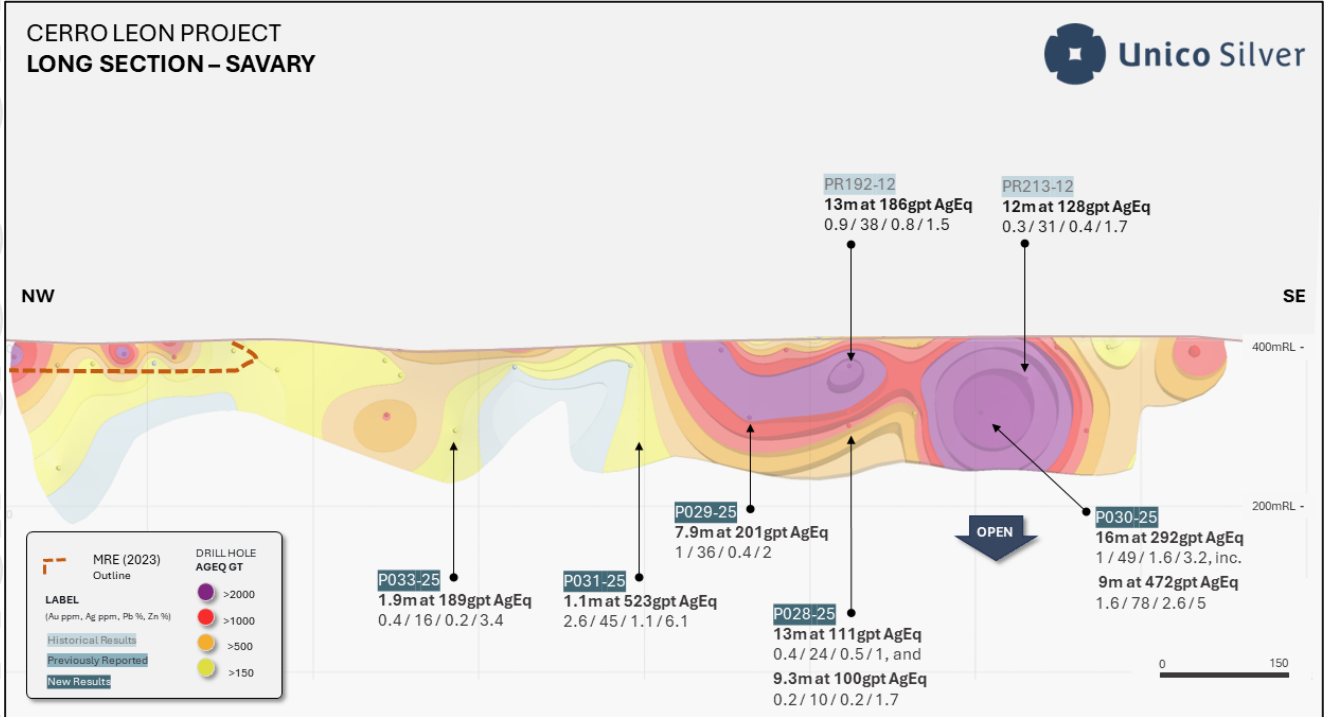 CERRO LEON PROJECT
LONG SECTION – SAVARY
Unico Silver
PR192-12
13m at 186gpt AgEq
0.9 / 38 / 0.8 / 1.5
PR213-12
12m at 128gpt AgEq
0.3 / 31 / 0.4 / 1.7
NW
SE
400mRL -
200mRL -
P029-25
7.9m at 201gpt AgEq
1 / 36 / 0.4 / 2
OPEN
P030-25
16m at 292gpt AgEq
1 / 49 / 1.6 / 3.2, inc.
9m at 472gpt AgEq
1.6 / 78 / 2.6 / 5
P033-25
1.9m at 189gpt AgEq
0.4 / 16 / 0.2 / 3.4
P031-25
1.1m at 523gpt AgEq
2.6 / 45 / 1.1 / 6.1
P028-25
13m at 111gpt AgEq
0.4 / 24 / 0.5 / 1, and
9.3m at 100gpt AgEq
0.2 / 10 / 0.2 / 1.7
MRE (2023)
Outline
LABEL
(Au ppm, Ag ppm, Pb %, Zn %)
Historical Results
Previously Reported
New Results
DRILL HOLE
AGEQ GT
>2000
>1000
>500
>150
0 150